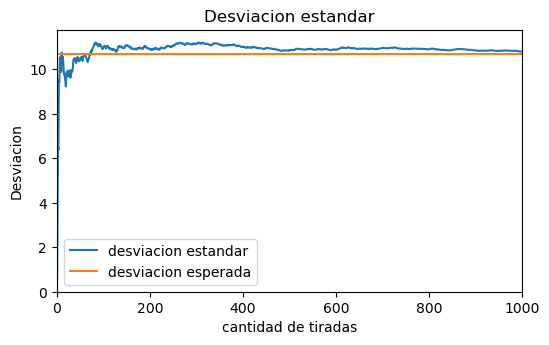 Desviacion estandar
Desviacion
10
8
6
4
2
0
desviacion estandar
desviacion esperada
0 200 400 600 800 1000
cantidad de tiradas